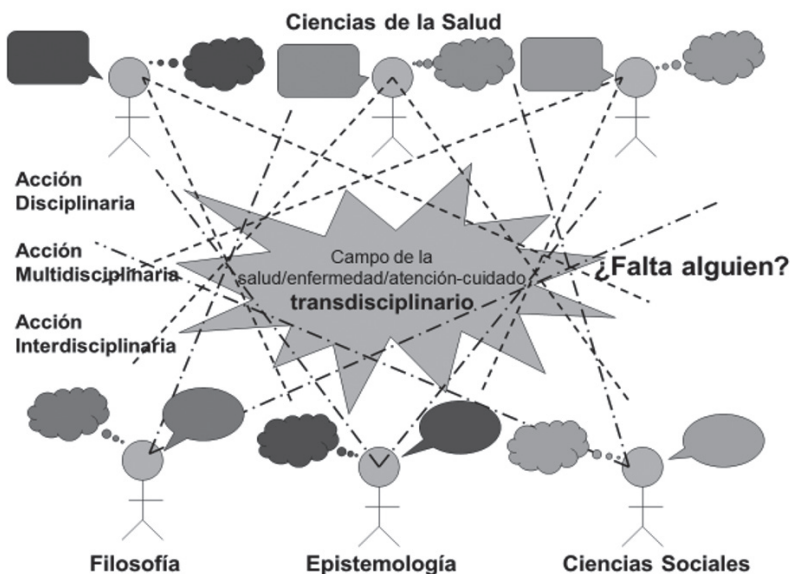 Ciencias de la Salud
Acción
Disciplinaria
Acción
Multidisciplinaria
Acción
Interdisciplinaria
Campo de la
salud/enfermedad/atención-cuidado
transdisciplinario
¿Falta alguien?
Filosofía
Epistemología
Ciencias Sociales